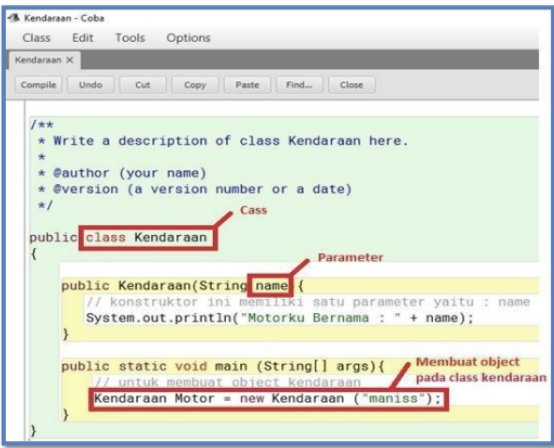 Kendaraan - Coba
Class Edit Tools Options
Kendaraan X
Compile Undo Cut Copy Paste Find... Close
/**
* Write a description of class Kendaraan here.
*
* @author (your name)
* @version (a version number or a date)
*/
Cass
public class Kendaraan
{
Parameter
public Kendaraan(String name) {
// konstruktor ini memiliki satu parameter yaitu : name
System.out.println("Motorku Bernama : " + name);
}
public static void main (String[] args){
Membuat object
pada class kendaraan
// untuk membuat object kendaraan
Kendaraan Motor = new Kendaraan ("maniss");
}
}